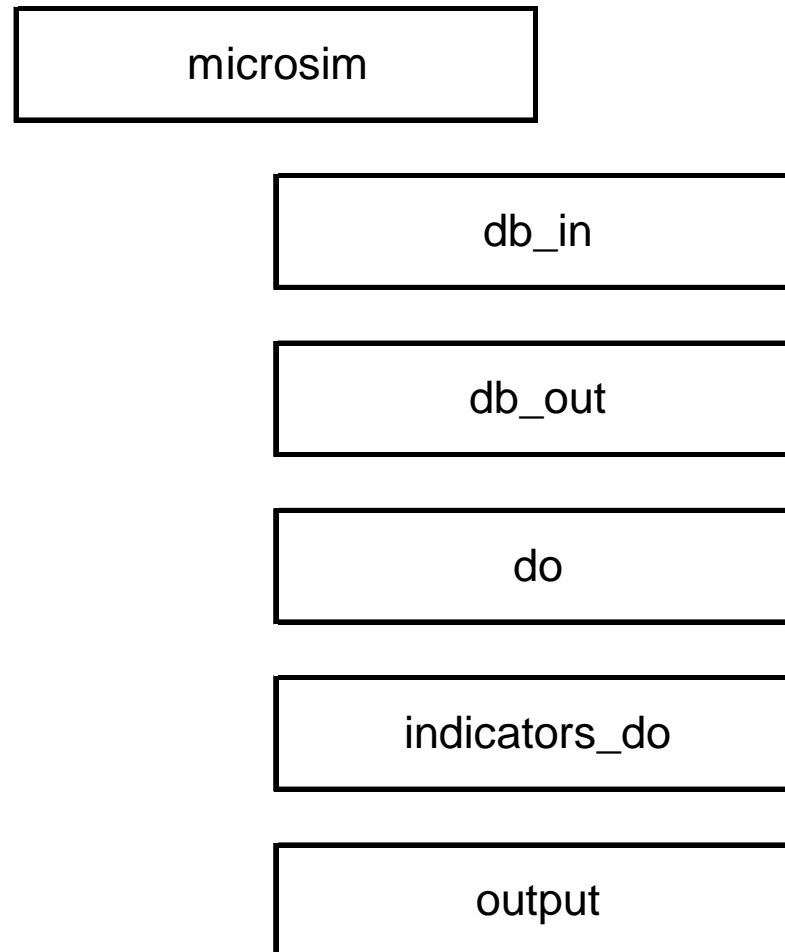 microsim
db_in
db_out
do
indicators_do
output